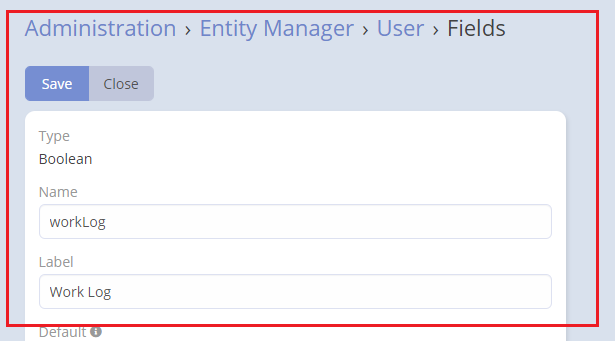 Administration › Entity Manager › User › Fields
Save Close
Type
Boolean
Name
workLog
Label
Work Log
Default